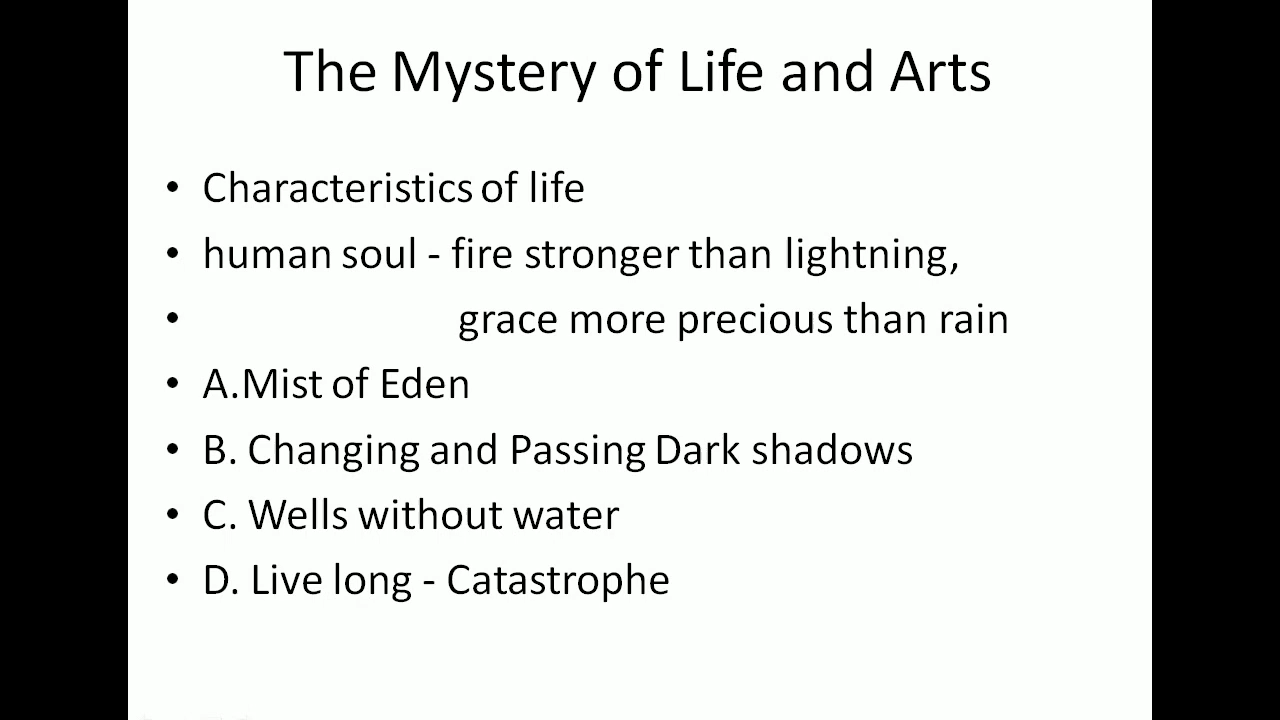 The Mystery of Life and Arts
• Characteristics of life
• human soul - fire stronger than lightning,
• grace more precious than rain
• A.Mist of Eden
• B. Changing and Passing Dark shadows
• C. Wells without water
• D. Live long - Catastrophe